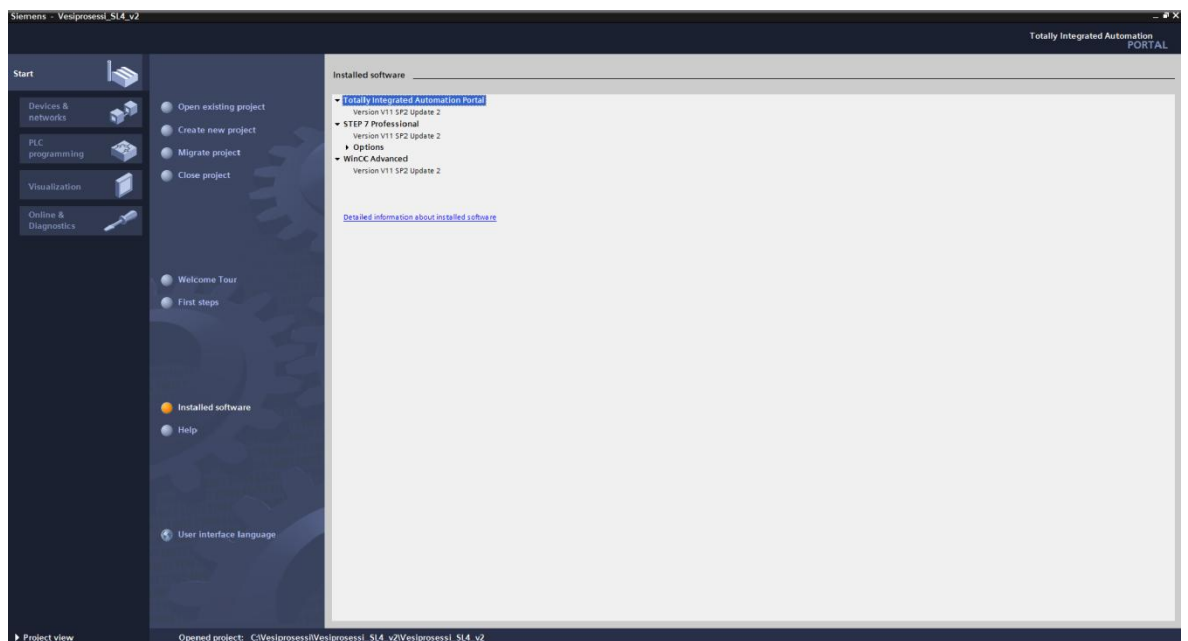 Siemens - Vesiprosessi_SL4_v2
Totally Integrated Automation
PORTAL
Start
Devices &
networks
PLC
programming
Visualization
Online &
Diagnostics
Open existing project
Create new project
Migrate project
Close project
Welcome Tour
First steps
Installed software
Help
User interface language
Installed software
Totally Integrated Automation Portal
Version V11 SP2 Update 2
STEP 7 Professional
Version V11 SP2 Update 2
Options
WinCC Advanced
Version V11 SP2 Update 2
Detailed information about installed software
Project view
Opened project: C:\Vesiprosessi\Vesiprosessi_SL4_v2\Vesiprosessi_SL4_v2